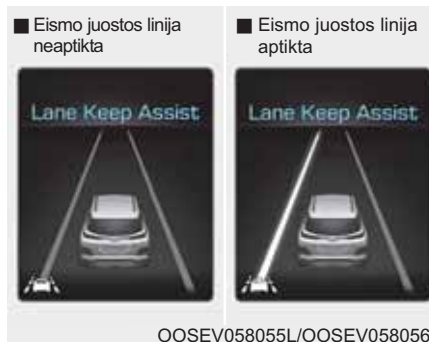 ■ Eismo juostos linija
neaptikta
■ Eismo juostos linija
aptikta
Lane Keep Assist
Lane Keep Assist
OOSEV058055L/OOSEV058056